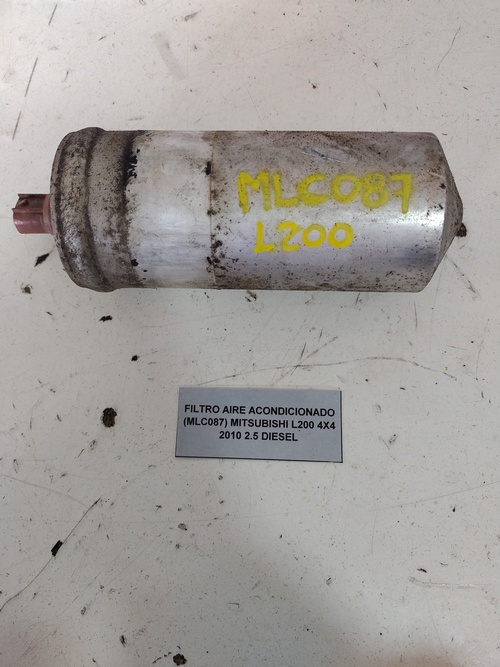 MLC087
L200
FILTRO AIRE ACONDICIONADO
(MLC087) MITSUBISHI L200 4X4
2010 2.5 DIESEL